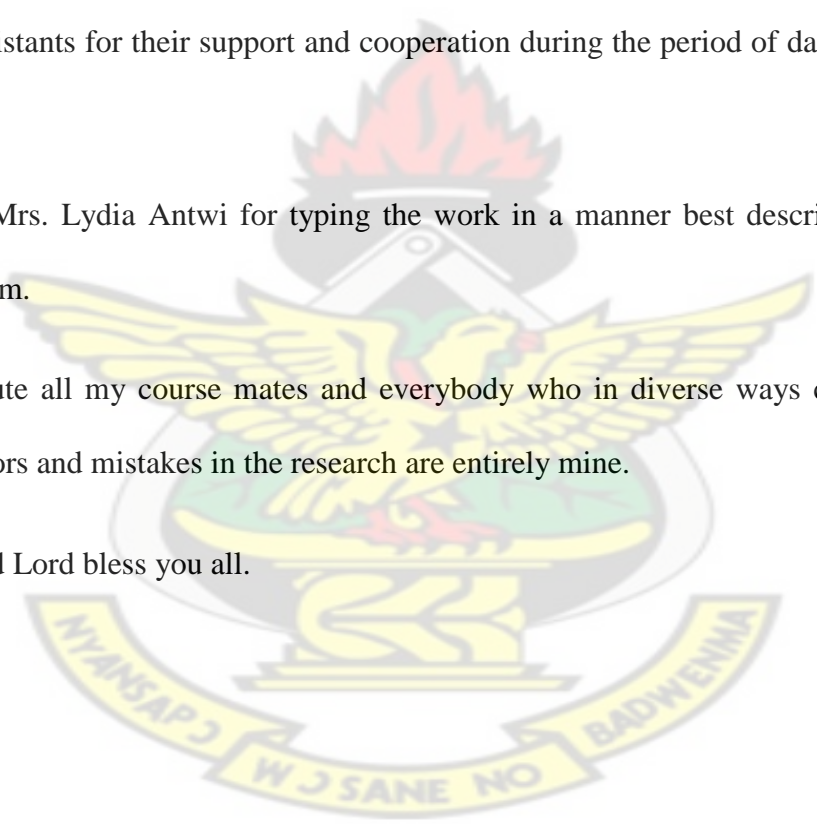 istants for their support and cooperation during the period of da
Mrs. Lydia Antwi for typing the work in a manner best descri
m.
ute all my course mates and everybody who in diverse ways
ors and mistakes in the research are entirely mine.
d Lord bless you all.
NYANSAPƆ
WƆSANE NO
BADWENMA